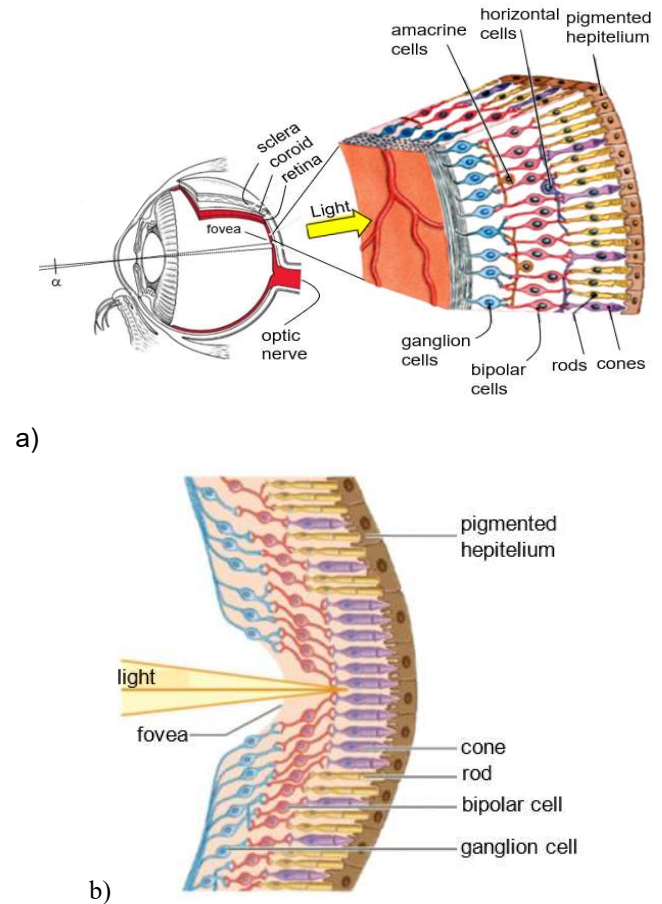 amacrine
cells
horizontal
cells
pigmented
hepitelium
sclera
coroid
retina
Light
fovea
α
optic
nerve
ganglion
cells
bipolar
cells
rods
cones
a)
pigmented
hepitelium
light
fovea
cone
rod
bipolar cell
ganglion cell
b)